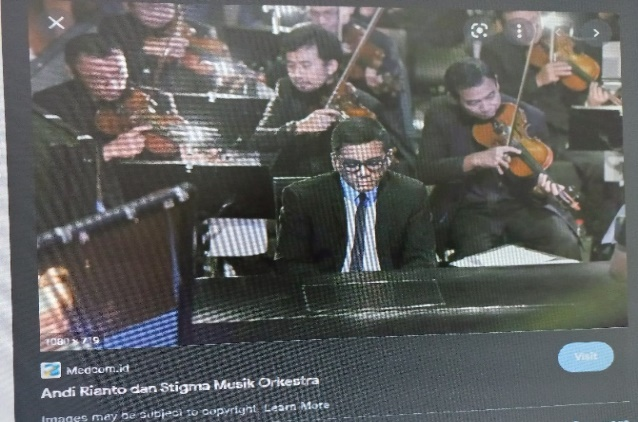 1080 × 719
Medcom.id
Visit
Andi Rianto dan Stigma Musik Orkestra
Images may be subject to copyright. Learn More